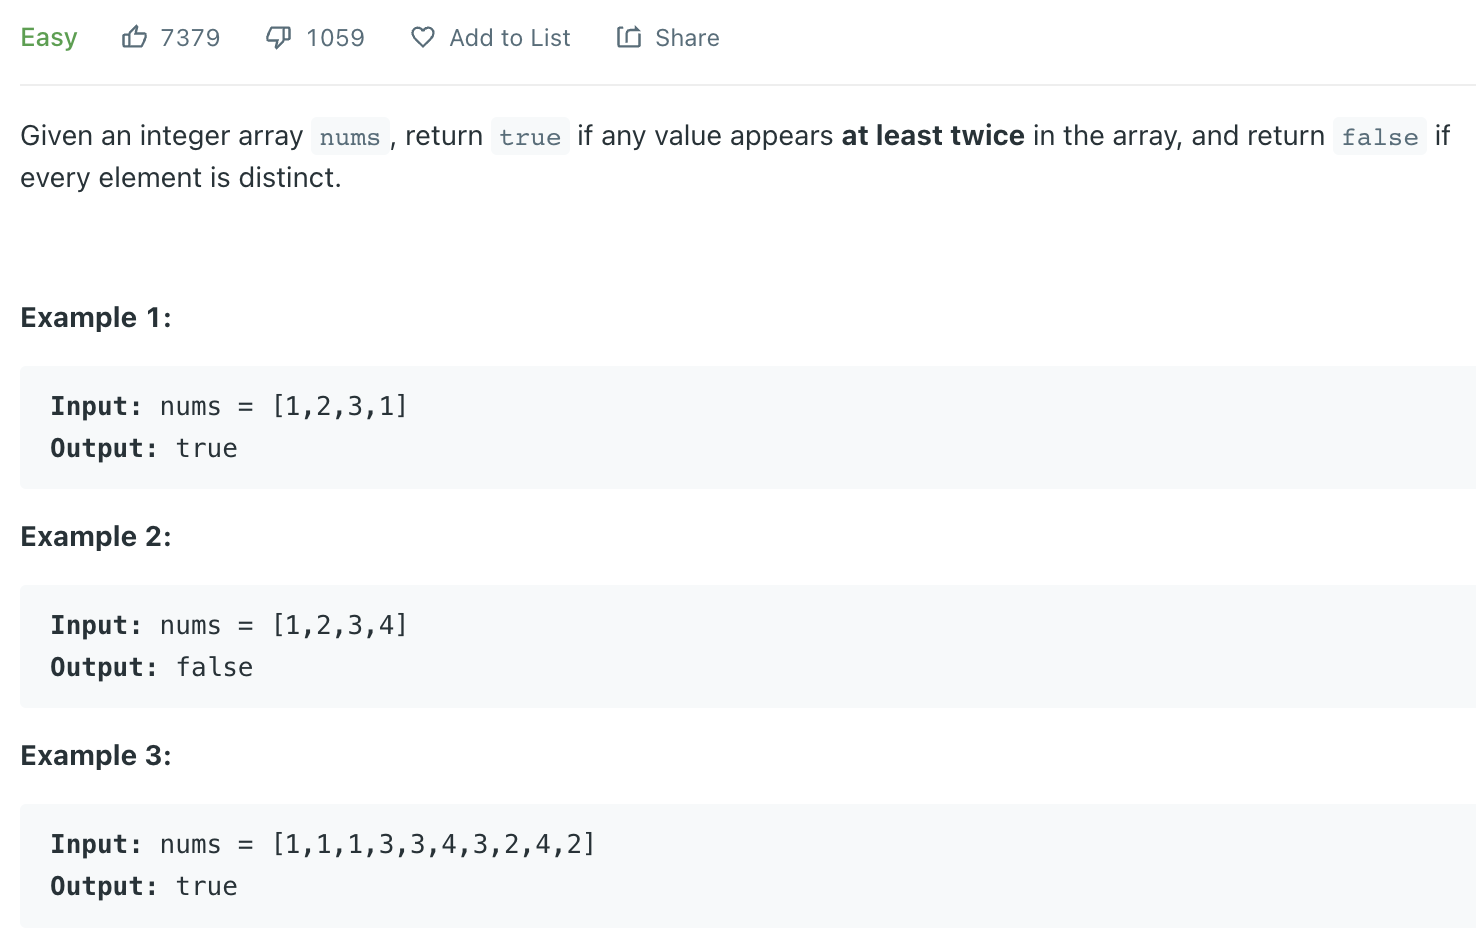 Easy 7379 1059 Add to List Share
Given an integer array nums , return true if any value appears at least twice in the array, and return false if
every element is distinct.
Example 1:
Input: nums = [1,2,3,1]
Output: true
Example 2:
Input: nums = [1,2,3,4]
Output: false
Example 3:
Input: nums = [1,1,1,3,3,4,3,2,4,2]
Output: true